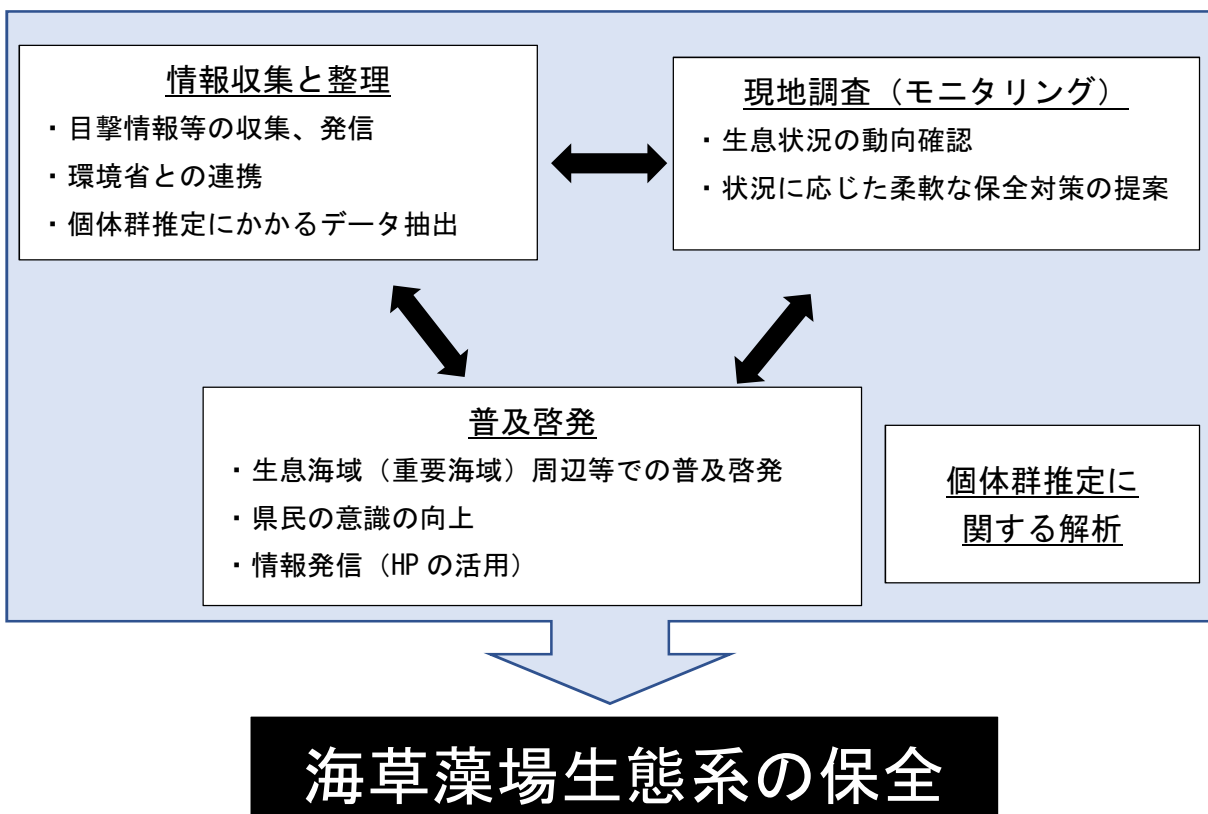 情報収集と整理
・目撃情報等の収集、発信
・環境省との連携
・個体群推定にかかるデータ抽出
現地調査（モニタリング）
・生息状況の動向確認
・状況に応じた柔軟な保全対策の提案
普及啓発
・生息海域（重要海域）周辺等での普及啓発
・県民の意識の向上
・情報発信（HP の活用）
個体群推定に
関する解析
海草藻場生態系の保全